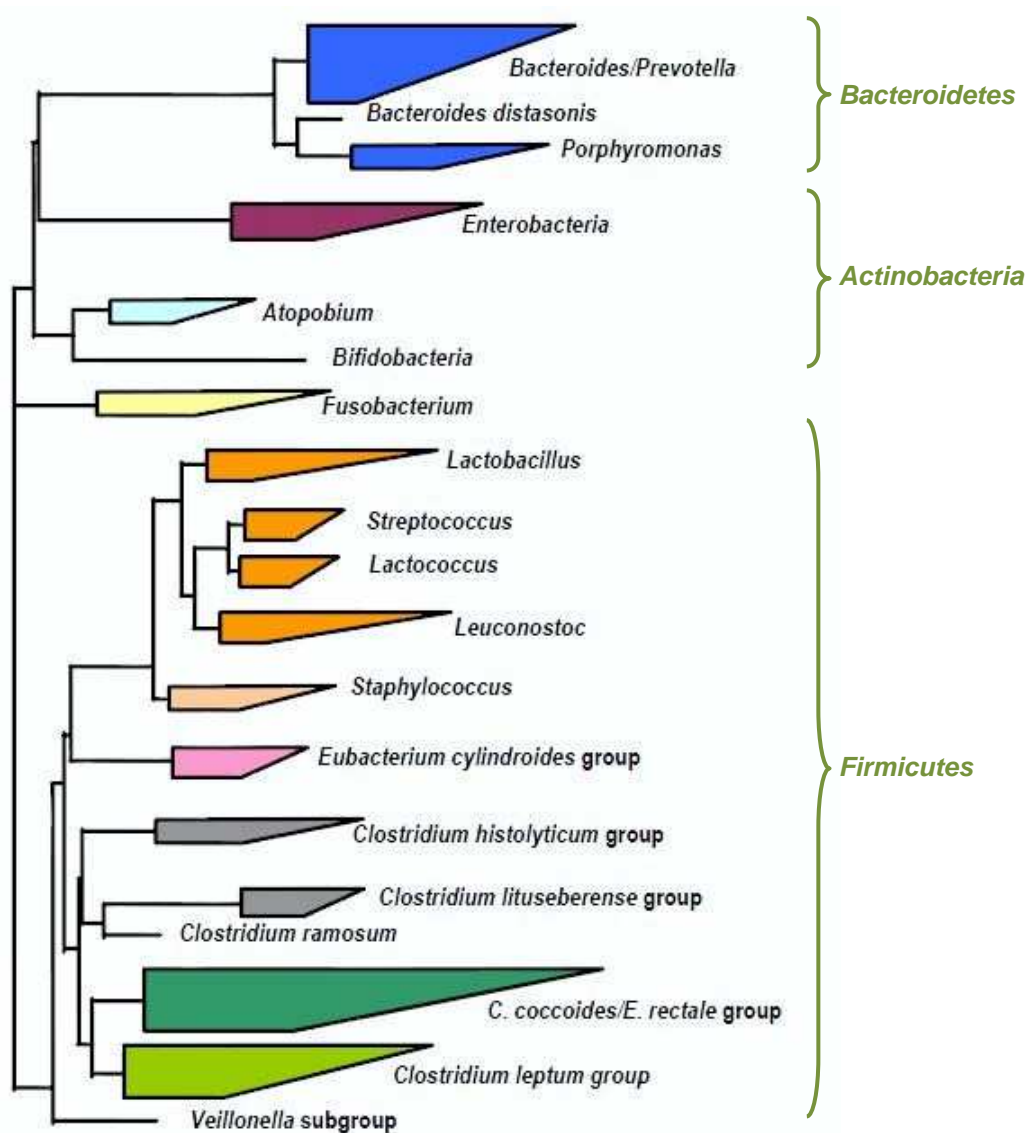 Bacteroides/Prevotella
Bacteroides distasonis
Bacteroidetes
Porphyromonas
Enterobacteria
Actinobacteria
Atopobium
Bifidobacteria
Fusobacterium
Lactobacillus
Streptococcus
Lactococcus
Leuconostoc
Staphylococcus
Eubacterium cylindroides group
Firmicutes
Clostridium histolyticum group
Clostridium lituseberense group
Clostridium ramosum
C. coccoides/E. rectale group
Clostridium leptum group
Veillonella subgroup